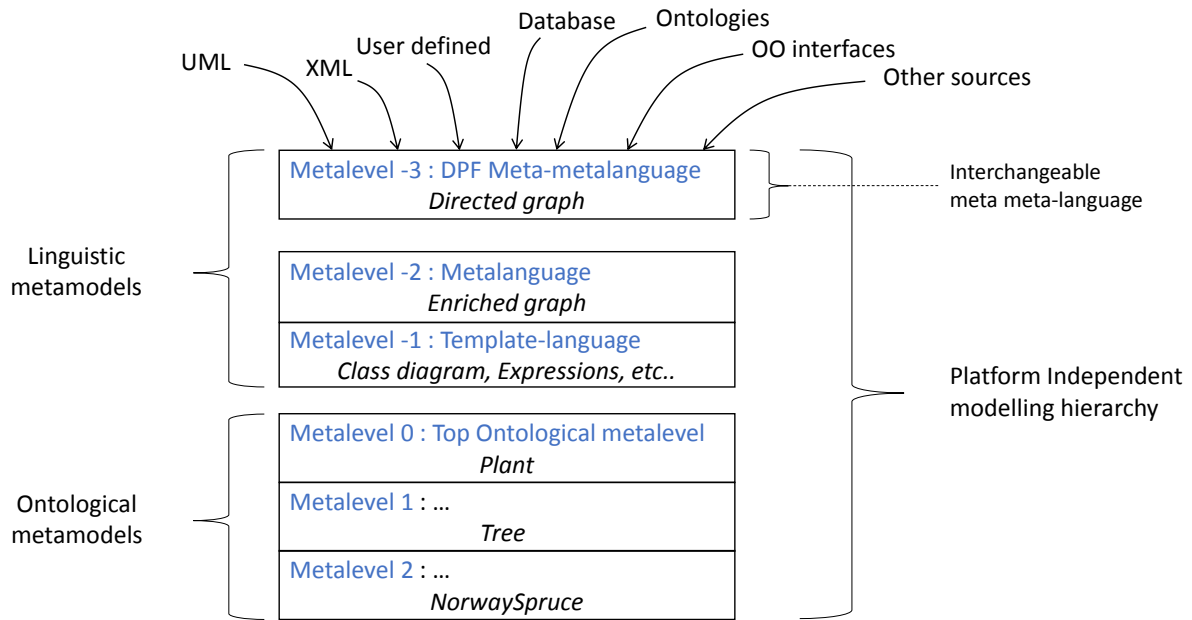 Database
Ontologies
User defined
OO interfaces
UML
XML
Other sources
Metalevel -3 : DPF Meta-metalanguage
Directed graph
Interchangeable
meta meta-language
Linguistic
metamodels
Metalevel -2 : Metalanguage
Enriched graph
Metalevel -1 : Template-language
Class diagram, Expressions, etc..
Platform Independent
modelling hierarchy
Metalevel 0 : Top Ontological metalevel
Plant
Ontological
metamodels
Metalevel 1 : ...
Tree
Metalevel 2 : ...
NorwaySpruce